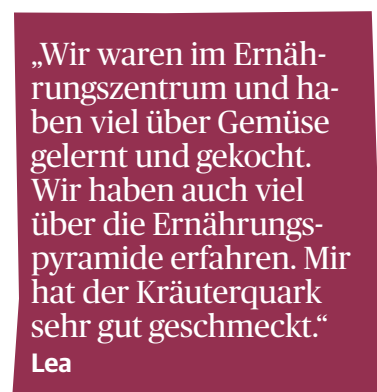 „Wir waren im Ernäh-
rungszentrum und ha-
ben viel über Gemüse
gelernt und gekocht.
Wir haben auch viel
über die Ernährungs-
pyramide erfahren. Mir
hat der Kräuterquark
sehr gut geschmeckt.“
Lea